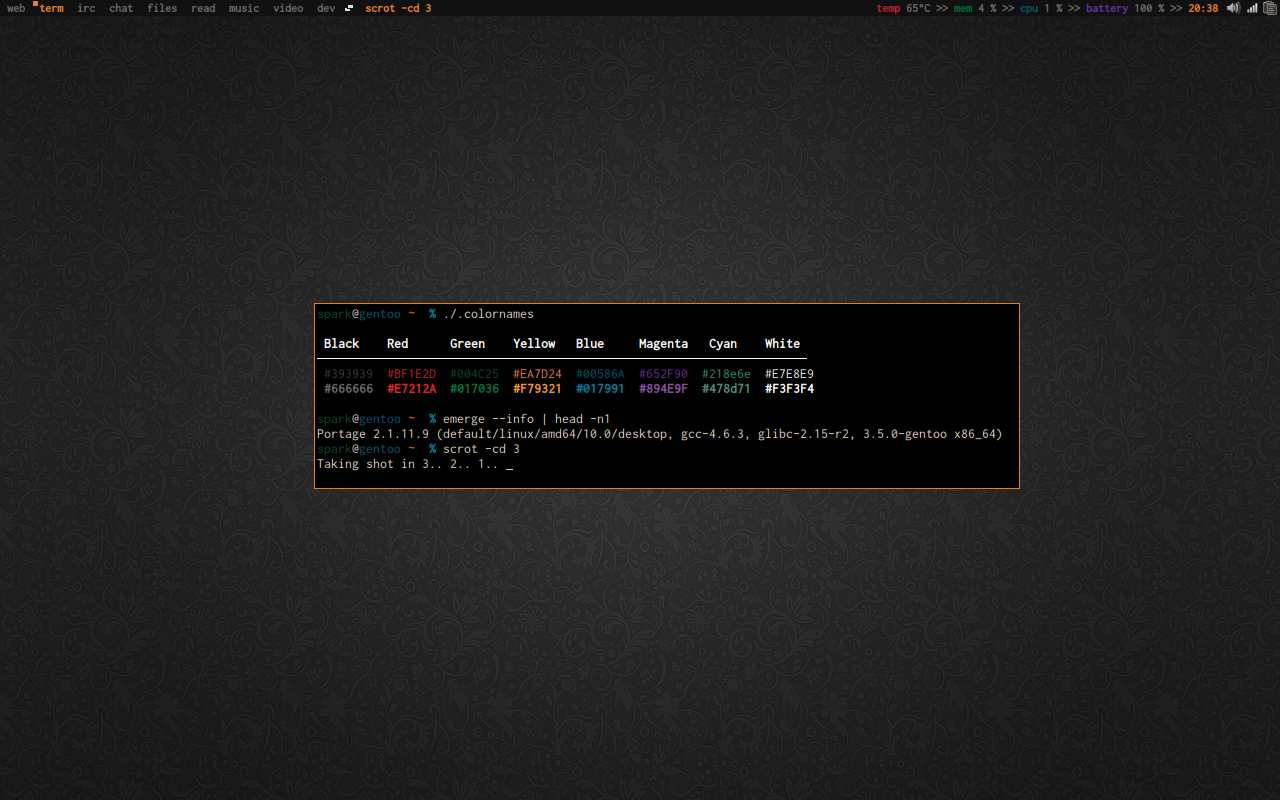 web term irc chat files read music video dev scrot -cd 3 temp 65°C >> mem 4 % >> cpu 1 % >> battery 100 % >> 20:38
spark@gentoo ~ % ./.colornames
Black Red Green Yellow Blue Magenta Cyan White
#393939 #BF1E2D #004C25 #EA7D24 #00586A #652F90 #218e6e #E7E8E9
#666666 #E7212A #017036 #F79321 #017991 #894E9F #478d71 #F3F3F4
spark@gentoo ~ % emerge --info | head -n1
Portage 2.1.11.9 (default/linux/amd64/10.0/desktop, gcc-4.6.3, glibc-2.15-r2, 3.5.0-gentoo x86_64)
spark@gentoo ~ % scrot -cd 3
Taking shot in 3.. 2.. 1.. _